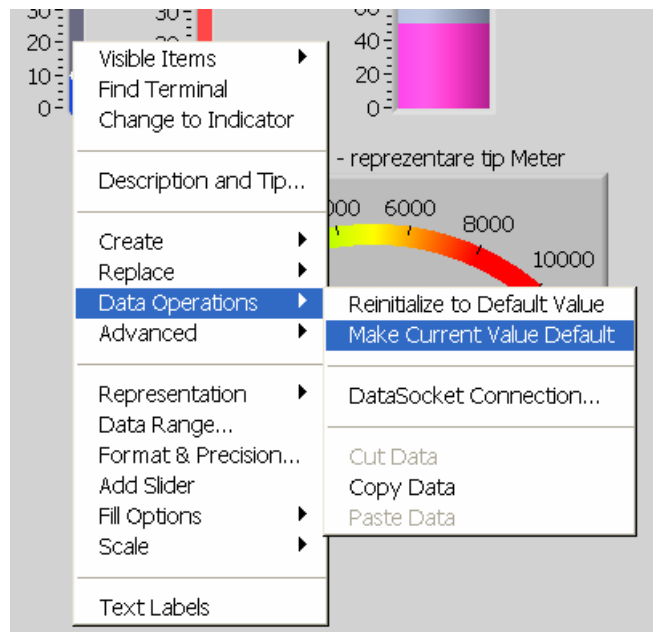 30
30
60
20
20
40
10
20
0
0
Visible Items
Find Terminal
Change to Indicator
Description and Tip...
- reprezentare tip Meter
6000
8000
10000
Create
Replace
Data Operations
Advanced
Reinitialize to Default Value
Make Current Value Default
DataSocket Connection...
Cut Data
Copy Data
Paste Data
Representation
Data Range...
Format & Precision...
Add Slider
Fill Options
Scale
Text Labels